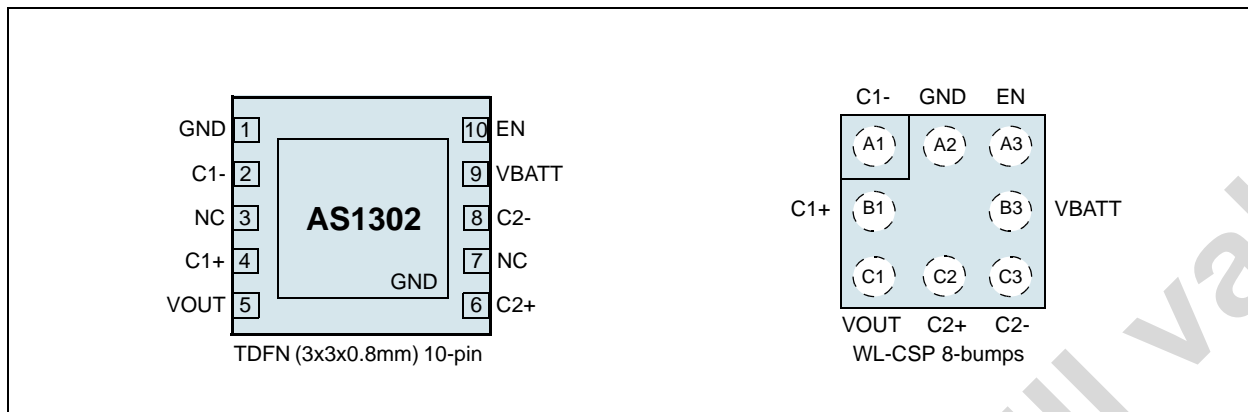 GND 1
C1- 2
NC 3
C1+ 4
VOUT 5
AS1302
GND
10 EN
9 VBATT
8 C2-
7 NC
6 C2+
TDFN (3x3x0.8mm) 10-pin
C1- GND EN
A1 A2 A3
C1+ B1 B3 VBATT
C1 C2 C3
VOUT C2+ C2-
WL-CSP 8-bumps